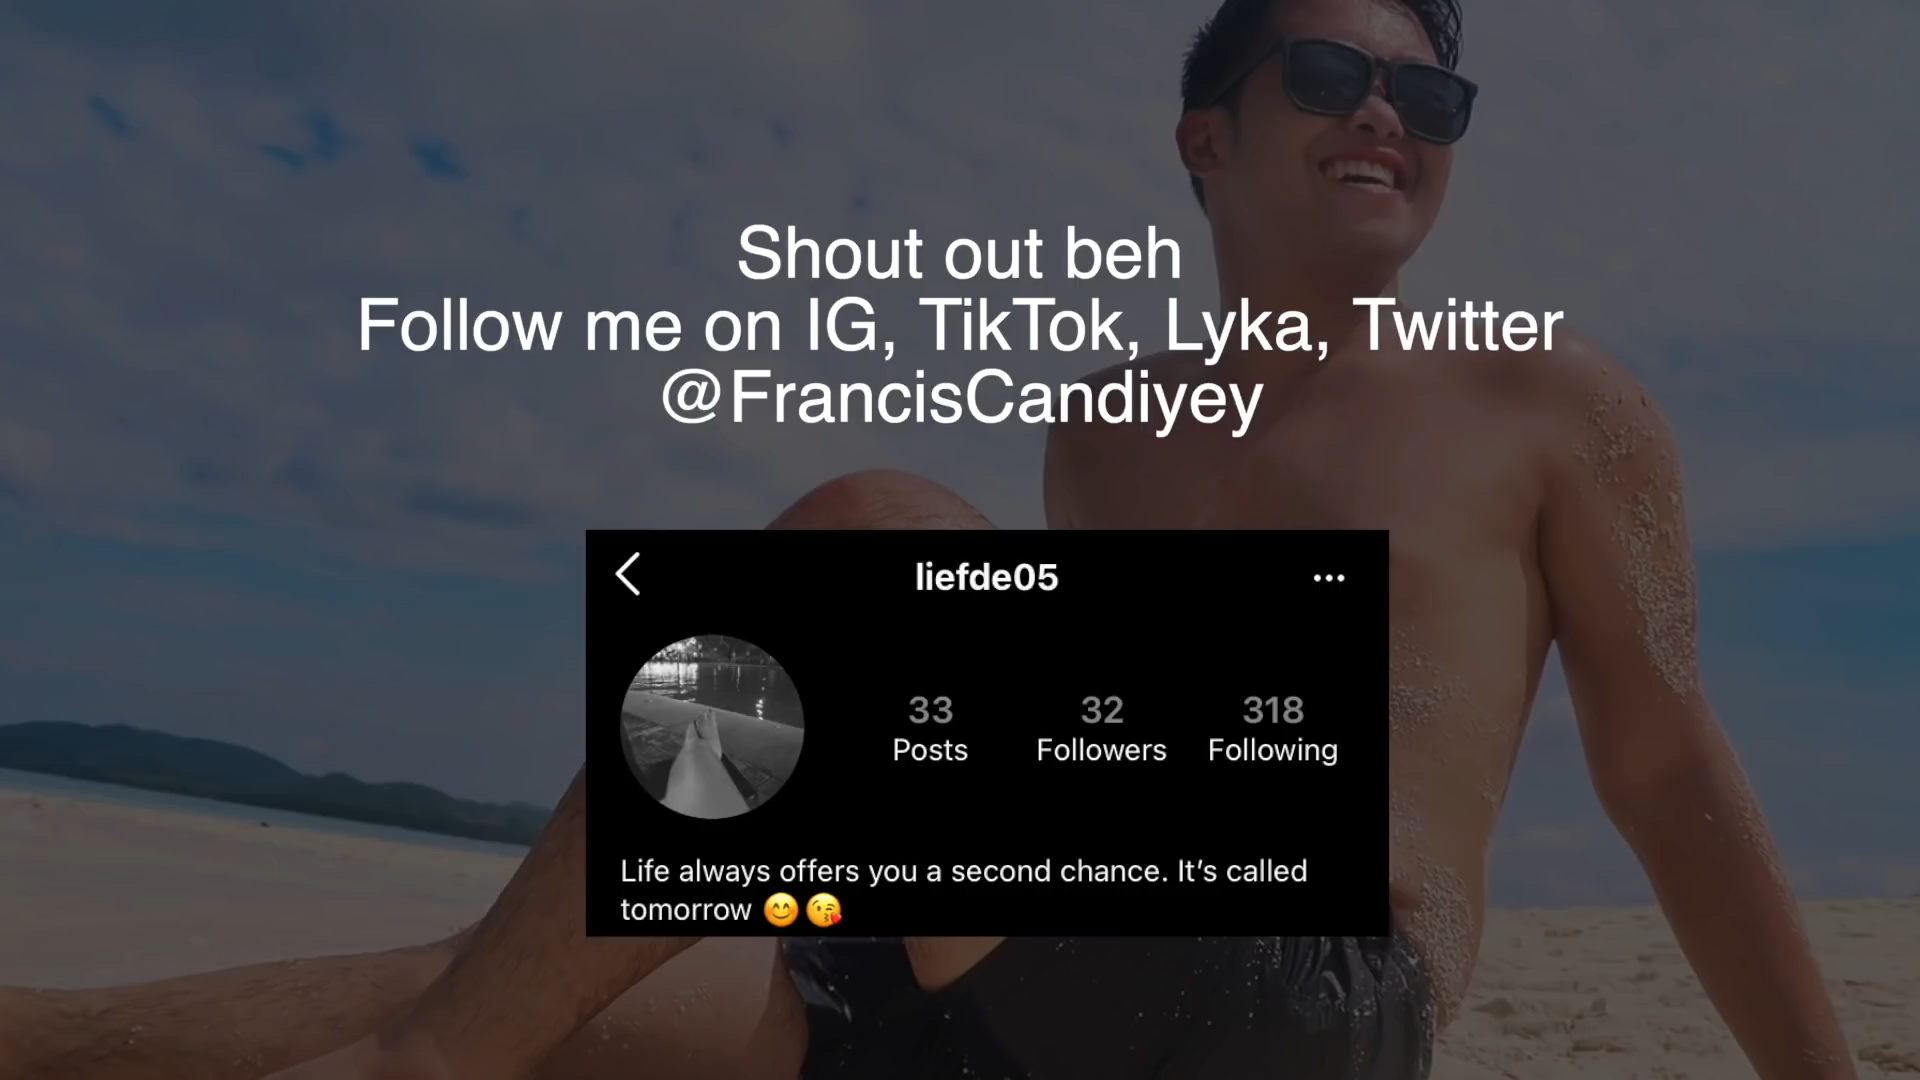 Shout out beh
Follow me on IG, TikTok, Lyka, Twitter
@FrancisCandiyey
liefde05
33 32 318
Posts Followers Following
Life always offers you a second chance. It's called
tomorrow 😊😘